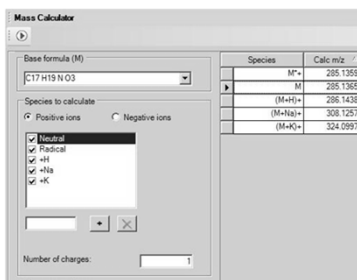 Mass Calculator
Base formula (M)
C17 H19 N O3
Species to calculate
Positive ions Negative ions
Neutral
Radical
+H
+Na
+K
+
Number of charges: 1
Species Calc m/z
M*+ 285.1359
M 285.1365
(M+H)+ 286.1438
(M+Na)+ 308.1257
(M+K)+ 324.0997